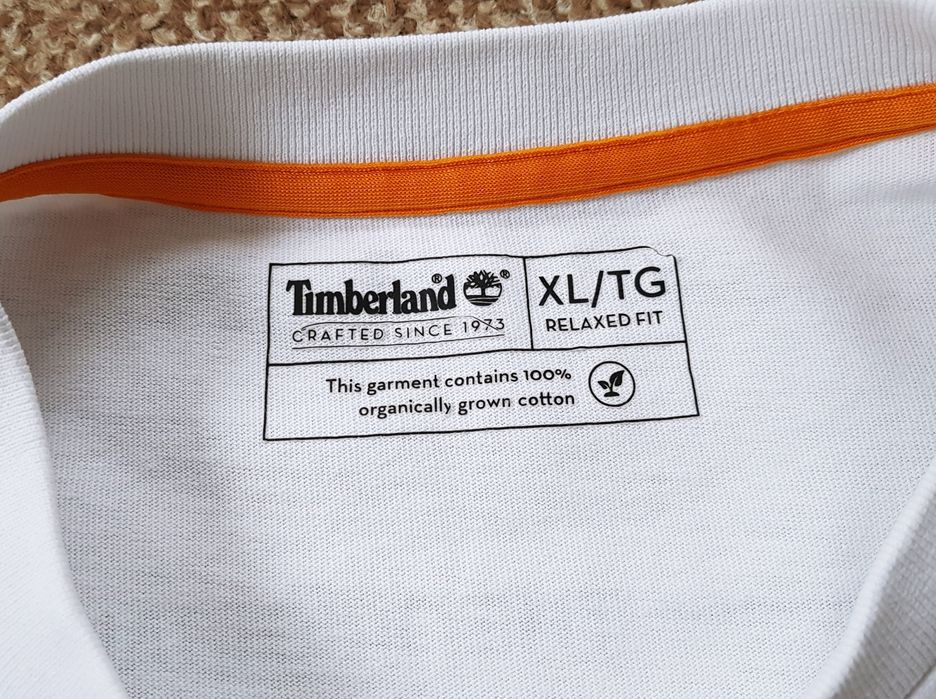 Timberland® ®
CRAFTED SINCE 1973
XL/TG
RELAXED FIT
This garment contains 100%
organically grown cotton